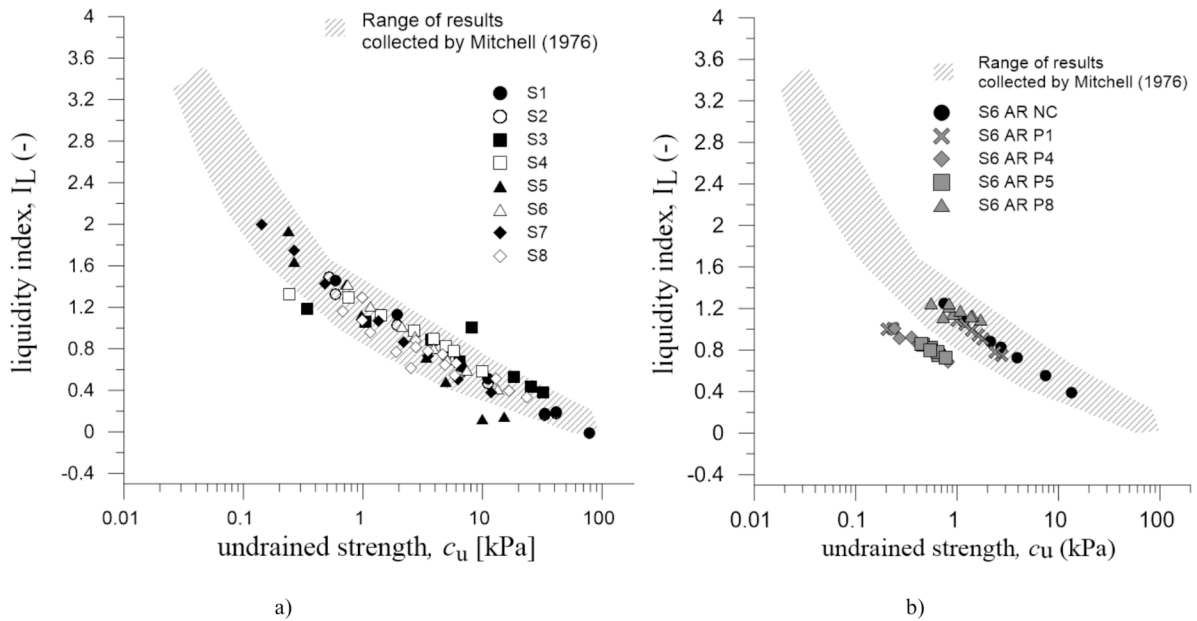 4
3.6
3.2
2.8
2.4
2
1.6
1.2
0.8
0.4
0
-0.4
liquidity index, IL (-)
Range of results
collected by Mitchell (1976)
S1
S2
S3
S4
S5
S6
S7
S8
0.01
0.1
1
10
100
undrained strength, cu [kPa]
a)
4
3.6
3.2
2.8
2.4
2
1.6
1.2
0.8
0.4
0
-0.4
liquidity index, IL (-)
Range of results
collected by Mitchell (1976)
S6 AR NC
S6 AR P1
S6 AR P4
S6 AR P5
S6 AR P8
0.01
0.1
1
10
100
undrained strength, cu (kPa)
b)